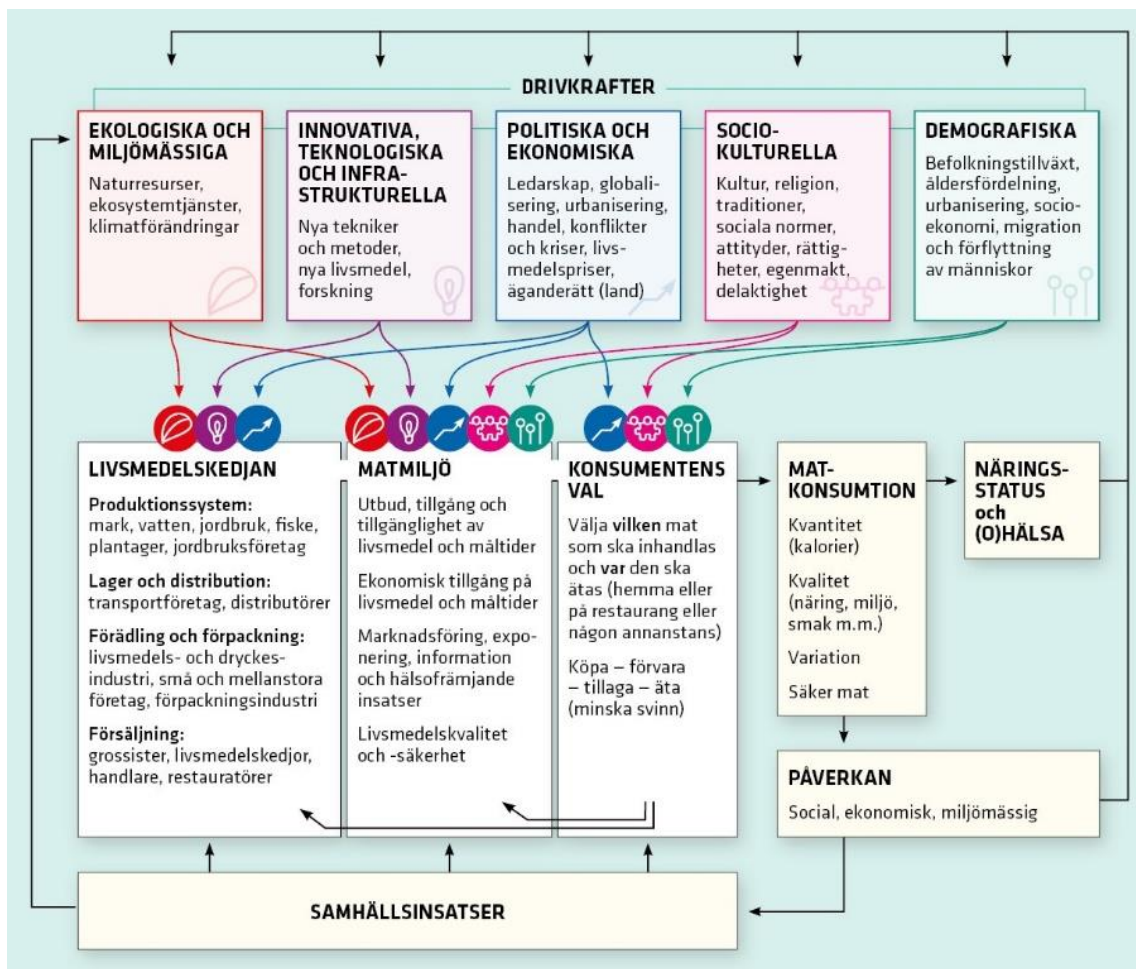 DRIVKRAFTER
EKOLOGISKA OCH
MILJÖMÄSSIGA
Naturresurser,
ekosystemtjänster,
klimatförändringar
INNOVATIVA,
TEKNOLOGISKA
OCH INFRA-
STRUKTURELLA
Nya tekniker
och metoder,
nya livsmedel,
forskning
POLITISKA OCH
EKONOMISKA
Ledarskap, globali-
sering, urbanisering,
handel, konflikter
och kriser, livs-
medelspriser,
äganderätt (land)
SOCIO-
KULTURELLA
Kultur, religion,
traditioner,
sociala normer,
attityder, rättig-
heter, egenmakt,
delaktighet
DEMOGRAFISKA
Befolkningstillväxt,
åldersfördelning,
urbanisering, socio-
ekonomi, migration
och förflyttning
av människor
LIVSMEDELSKEDJAN
Produktionssystem:
mark, vatten, jordbruk, fiske,
plantager, jordbruksföretag
Lager och distribution:
transportföretag, distributörer
Förädling och förpackning:
livsmedels- och dryckes-
industri, små och mellanstora
företag, förpackningsindustri
Försäljning:
grossister, livsmedelskedjor,
handlare, restauratörer
MATMILJÖ
Utbud, tillgång och
tillgänglighet av
livsmedel och måltider
Ekonomisk tillgång på
livsmedel och måltider
Marknadsföring, expo-
nering, information
och hälsofrämjande
insatser
Livsmedelskvalitet
och -säkerhet
KONSUMENTENS
VAL
Välja vilken mat
som ska inhandlas
och var den ska
ätas (hemma eller
på restaurang eller
någon annanstans)
Köpa – förvara
– tillaga – äta
(minska svinn)
MAT-
KONSUMTION
Kvantitet
(kalorier)
Kvalitet
(näring, miljö,
smak m.m.)
Variation
Säker mat
NÄRINGS-
STATUS
och
(O)HÄLSA
PÅVERKAN
Social, ekonomisk, miljömässig
SAMHÄLLSINSATSER